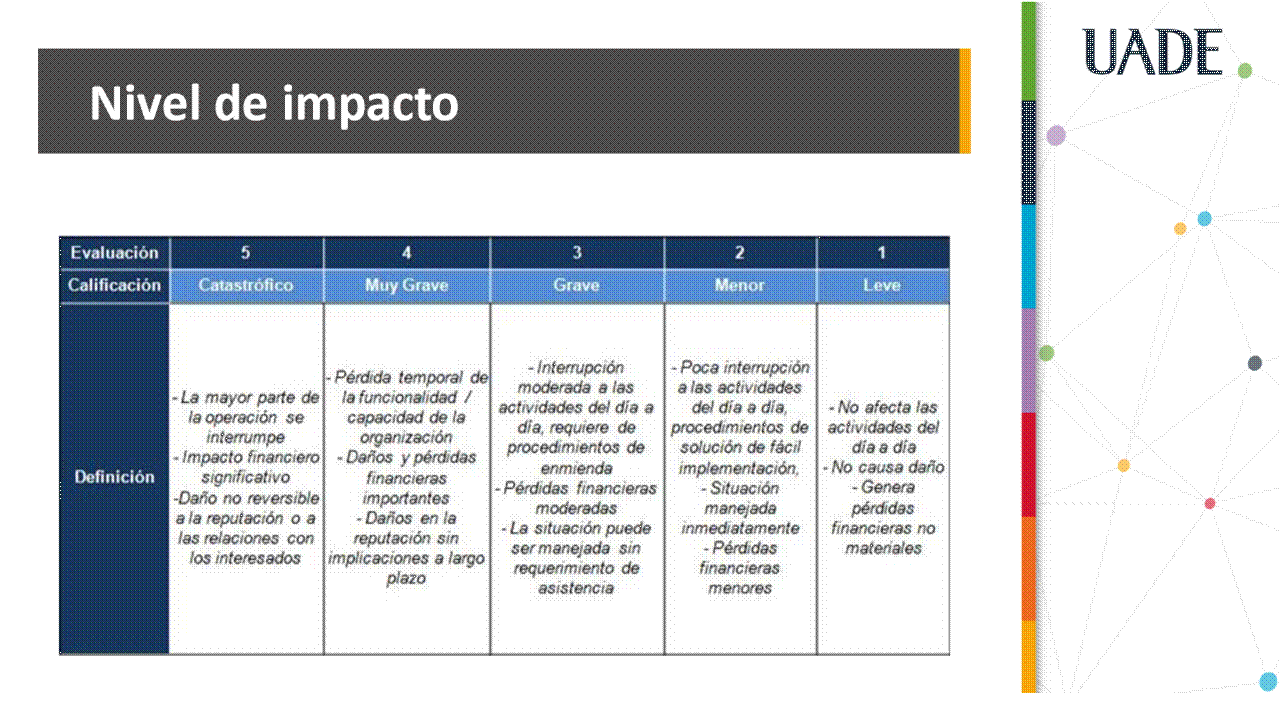 UADE
Nivel de impacto
Evaluación 5 4 3 2 1
Calificación Catastrófico Muy Grave Grave Menor Leve
Definición
- La mayor parte de
la operación se
interrumpe
- Impacto financiero
significativo
-Daño no reversible
a la reputación o a
las relaciones con
los interesados
- Pérdida temporal de
la funcionalidad /
capacidad de la
organización
- Daños y pérdidas
financieras
importantes
- Daños en la
reputación sin
implicaciones a largo
plazo
- Interrupción
moderada a las
actividades del día a
día, requiere de
procedimientos de
enmienda
- Pérdidas financieras
moderadas
- La situación puede
ser manejada sin
requerimiento de
asistencia
- Poca interrupción
a las actividades
del día a día,
procedimientos de
solución de fácil
implementación,
- Situación
manejada
inmediatamente
- Pérdidas
financieras
menores
- No afecta las
actividades del
día a día
- No causa daño
- Genera
pérdidas
financieras no
materiales